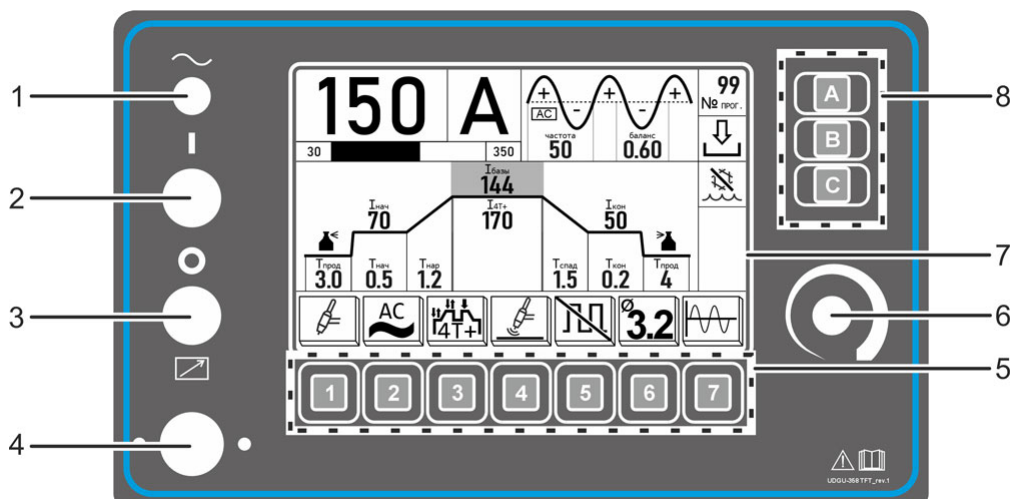 1
2
3
4
150 A
30 350
+ - + - +
AC
частота баланс
50 0.60
99
№ прог.
Iбазы
144
Iнач I4T+ Iкон
70 170 50
Tпрод Tнач Tнар Tспад Tкон Tпрод
3.0 0.5 1.2 1.5 0.2 4
AC 4T+ Ø3.2
1 2 3 4 5 6 7
A
B
C
8
7
6
5
UDGU-358 TFT_rev.1